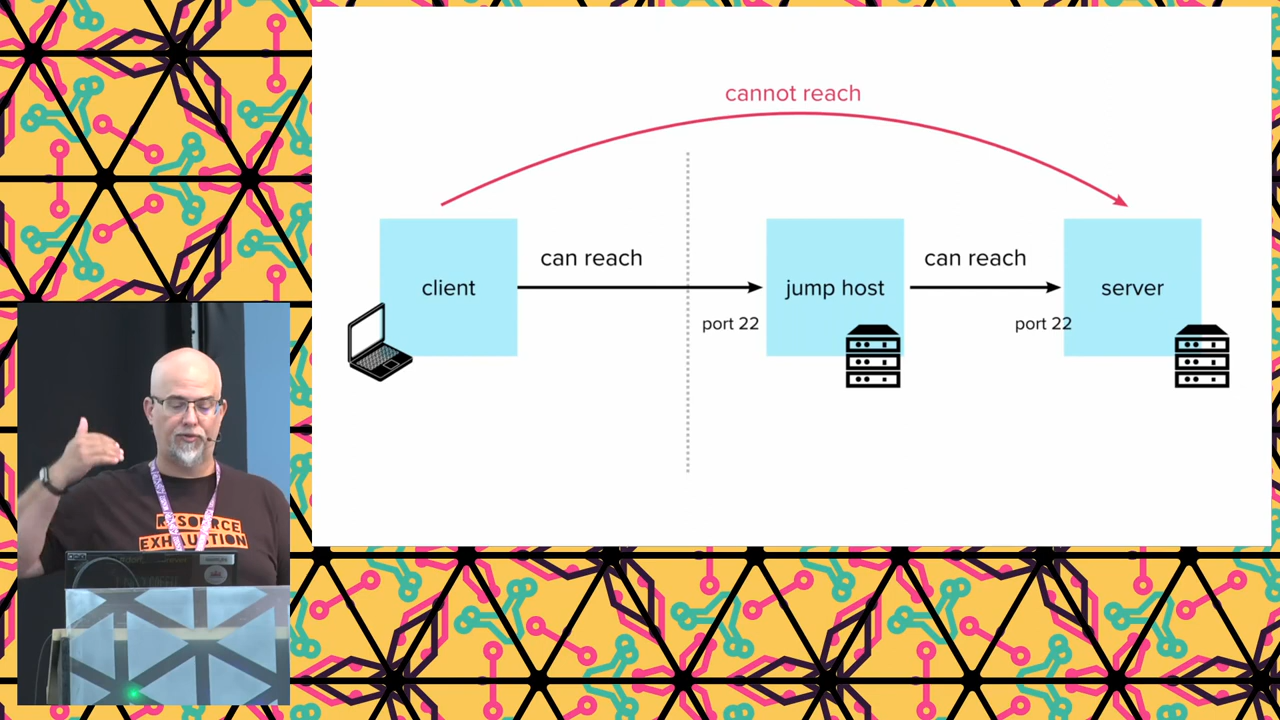 cannot reach
can reach
can reach
client
jump host
server
port 22
port 22
RESOURCE
EXHAUSTION